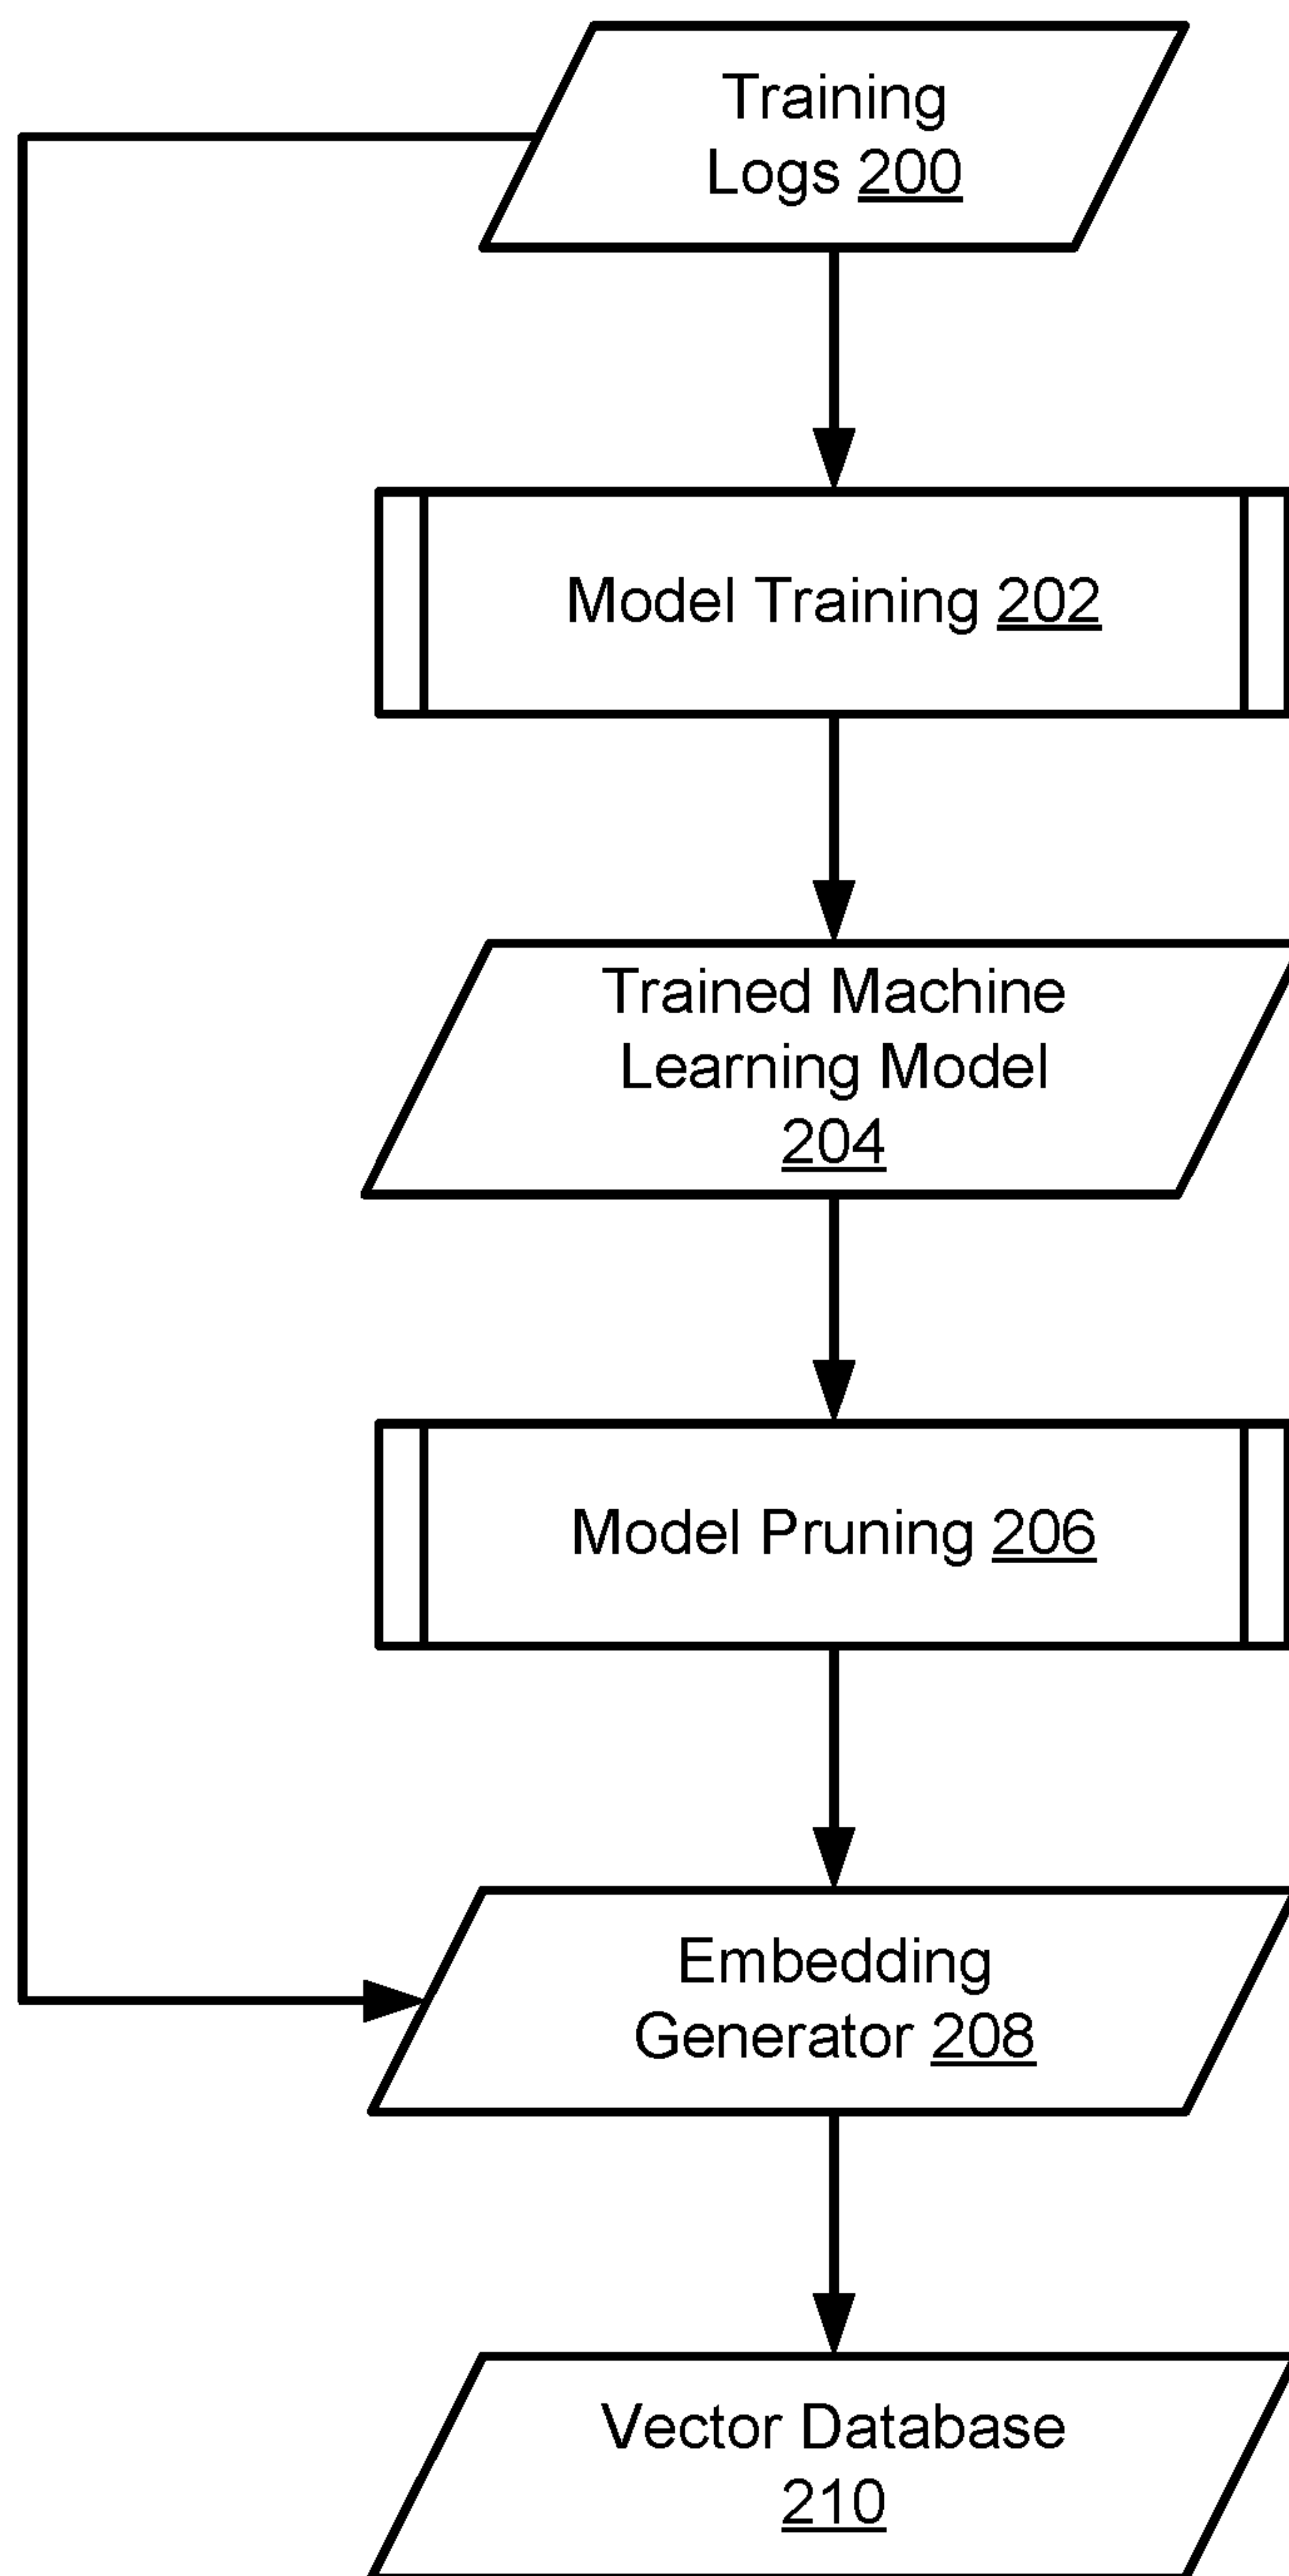 Training
Logs 200
Model Training 202
Trained Machine
Learning Model
204
Model Pruning 206
Embedding
Generator 208
Vector Database
210